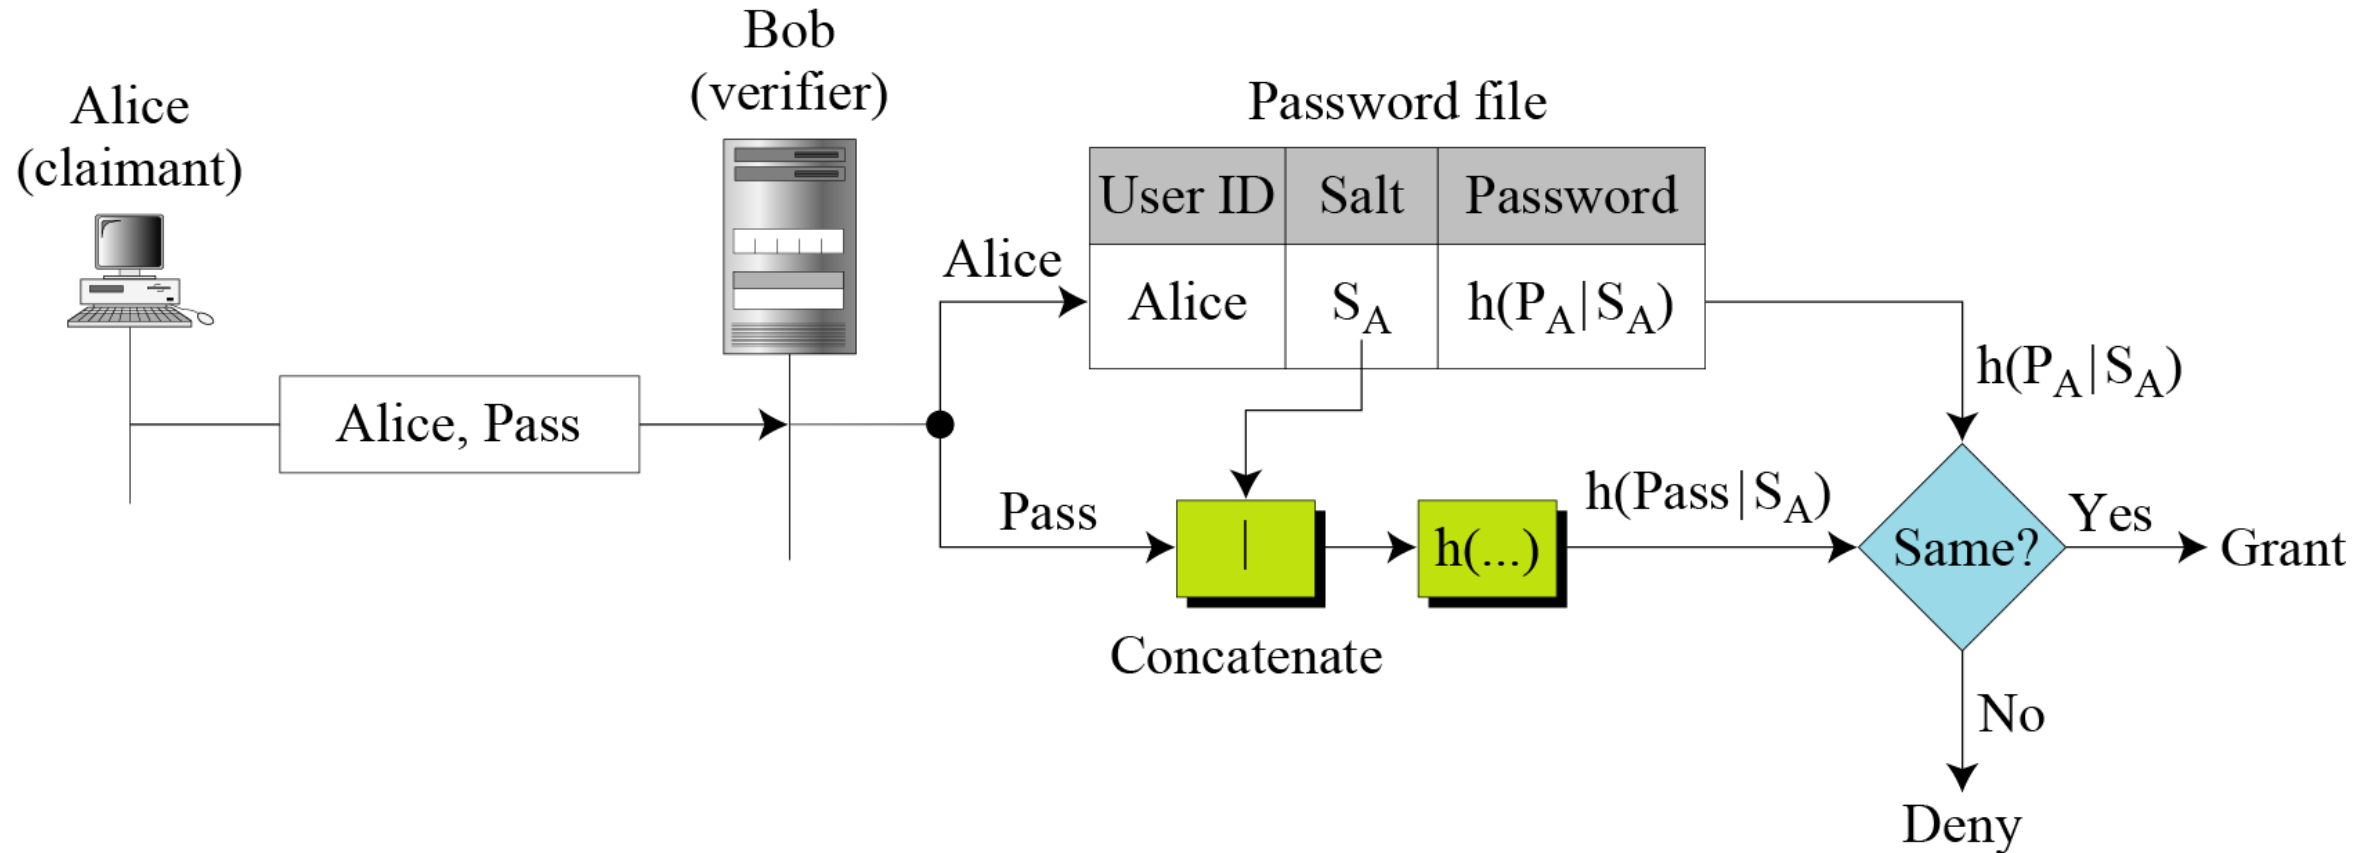 Alice
(claimant)
Bob
(verifier)
Alice, Pass
Password file
User ID Salt Password
Alice S_A h(P_A|S_A)
Alice
h(P_A|S_A)
Pass
|
Concatenate
h(...)
h(Pass|S_A)
Same?
Yes
Grant
No
Deny